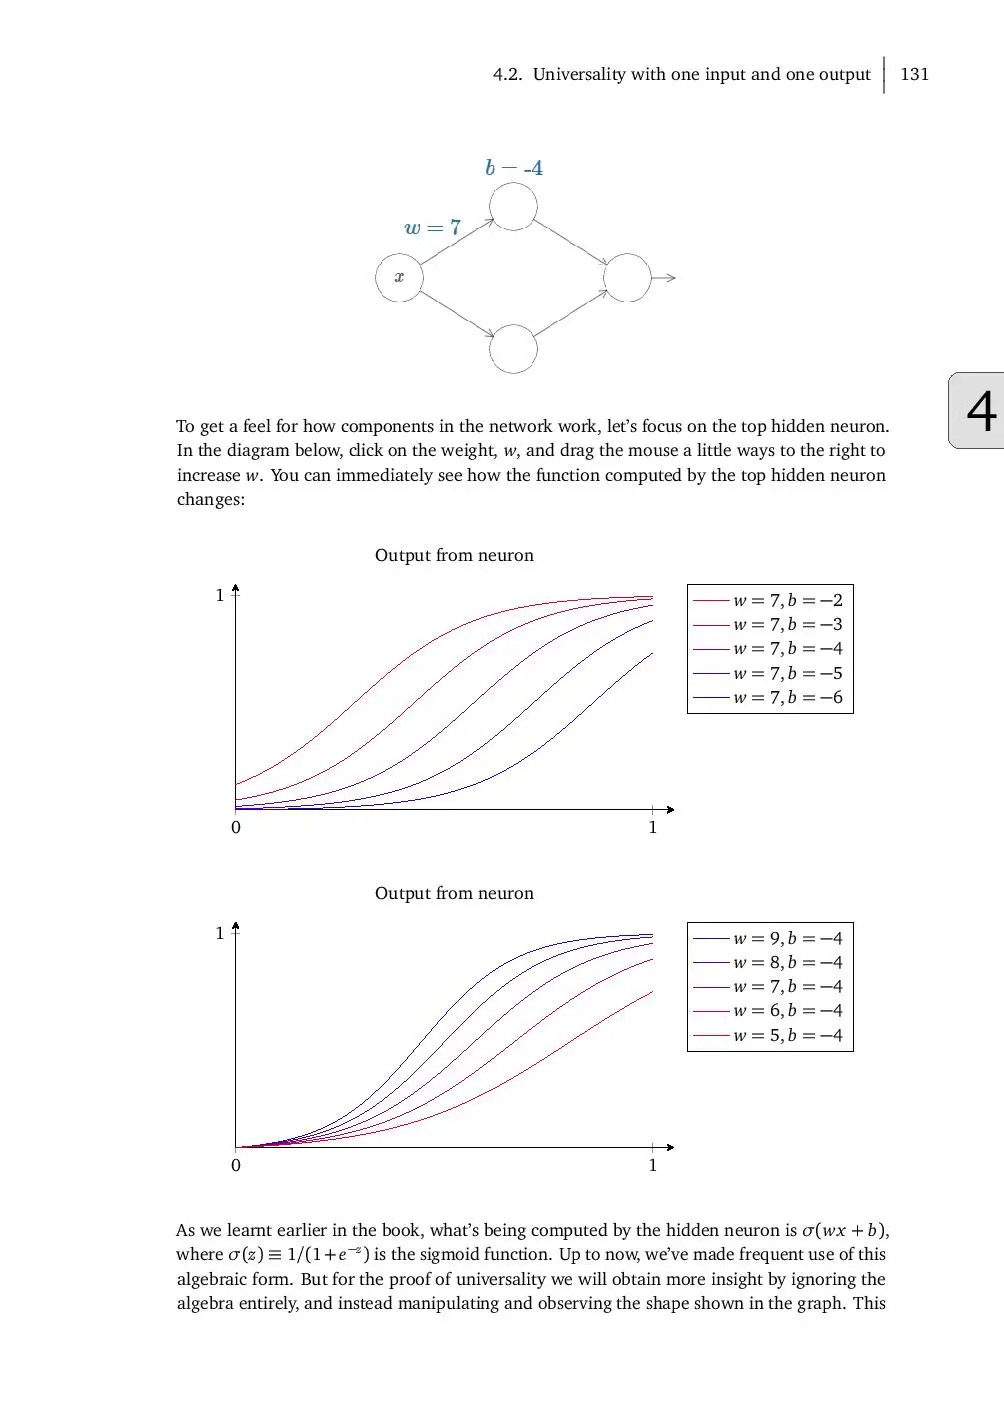 4.2. Universality with one input and one output 131
b = -4
w = 7
x
4
To get a feel for how components in the network work, let's focus on the top hidden neuron.
In the diagram below, click on the weight, w, and drag the mouse a little ways to the right to
increase w. You can immediately see how the function computed by the top hidden neuron
changes:
Output from neuron
1
0
1
w = 7, b = −2
w = 7, b = −3
w = 7, b = −4
w = 7, b = −5
w = 7, b = −6
Output from neuron
1
0
1
w = 9, b = −4
w = 8, b = −4
w = 7, b = −4
w = 6, b = −4
w = 5, b = −4
As we learnt earlier in the book, what's being computed by the hidden neuron is σ(wx + b),
where σ(z) ≡ 1/(1+e⁻ᶻ) is the sigmoid function. Up to now, we've made frequent use of this
algebraic form. But for the proof of universality we will obtain more insight by ignoring the
algebra entirely, and instead manipulating and observing the shape shown in the graph. This